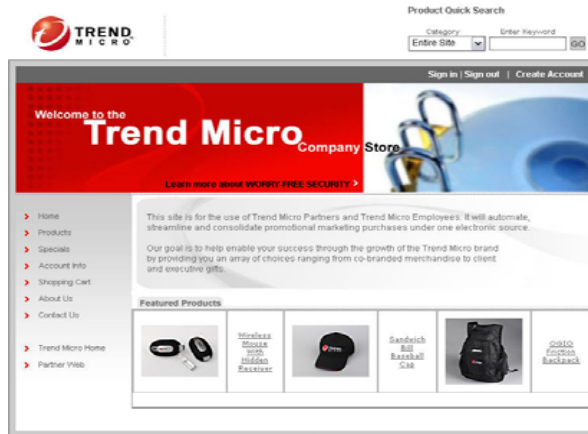 Product Quick Search
TREND
MICRO
Category
Enter Keyword
Entire Site
GO
Sign in | Sign out | Create Account
Welcome to the
Trend Micro
Company Store
Learn more about WORRY-FREE SECURITY >
Home
Products
Specials
Account Info
Shopping Cart
About Us
Contact Us
Trend Micro Home
Partner Web
This site is for the use of Trend Micro Partners and Trend Micro Employees. It will automate,
streamline and consolidate promotional marketing purchases under one electronic source.
Our goal is to help enable your success through the growth of the Trend Micro brand
by providing you an array of choices ranging from co-branded merchandise to client
and executive gifts.
Featured Products
Wireless
Mouse
With
Hidden
Receiver
Sandwich
Bill
Baseball
Cap
OGIO
Friction
Backpack